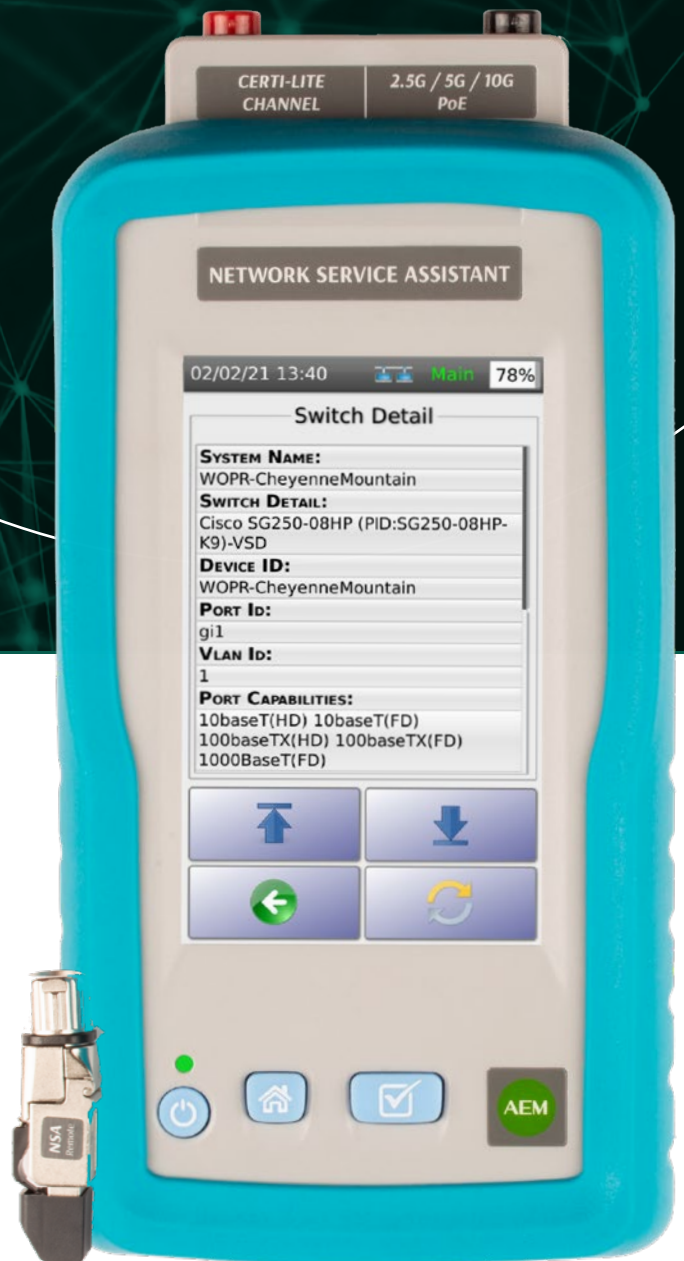 CERTI-LITE
CHANNEL
2.5G / 5G / 10G
PoE
NETWORK SERVICE ASSISTANT
02/02/21 13:40 Main 78%
Switch Detail
SYSTEM NAME:
WOPR-CheyenneMountain
SWITCH DETAIL:
Cisco SG250-08HP (PID:SG250-08HP-
K9)-VSD
DEVICE ID:
WOPR-CheyenneMountain
PORT ID:
gi1
VLAN ID:
1
PORT CAPABILITIES:
10baseT(HD) 10baseT(FD)
100baseTX(HD) 100baseTX(FD)
1000BaseT(FD)
NSA
Remote
AEM